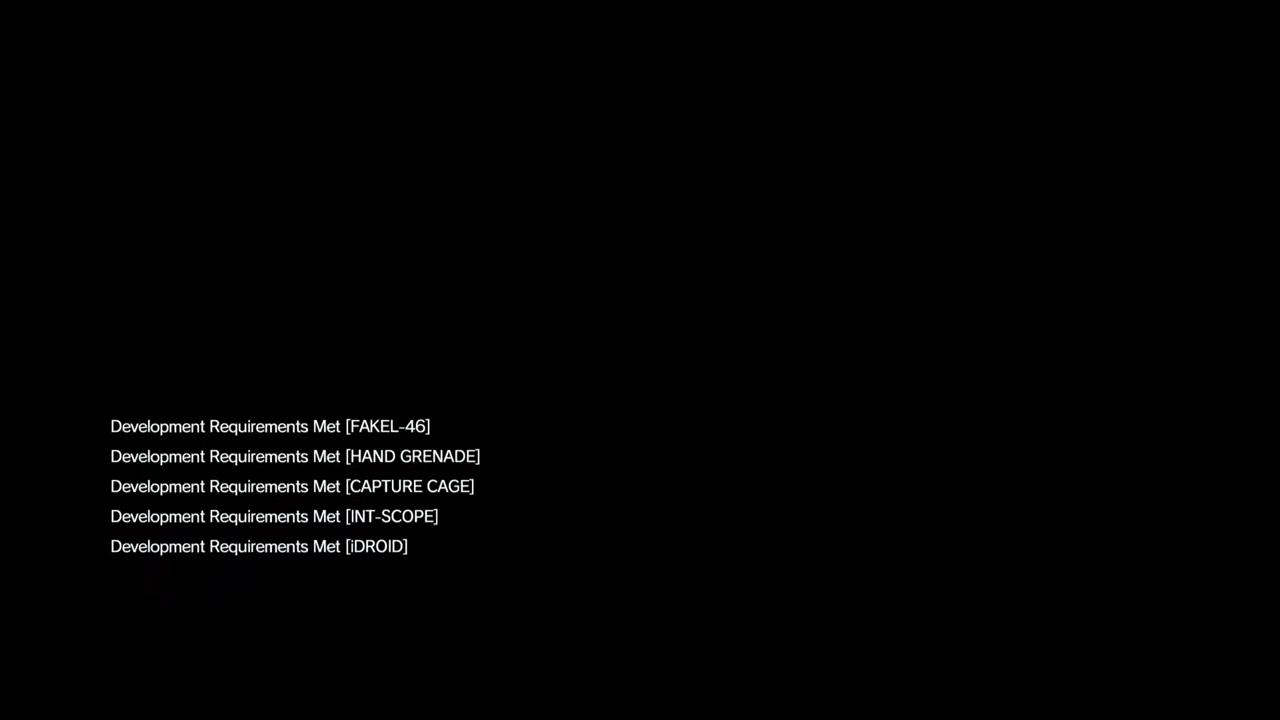 Development Requirements Met [FAKEL-46]
Development Requirements Met [HAND GRENADE]
Development Requirements Met [CAPTURE CAGE]
Development Requirements Met [INT-SCOPE]
Development Requirements Met [iDROID]